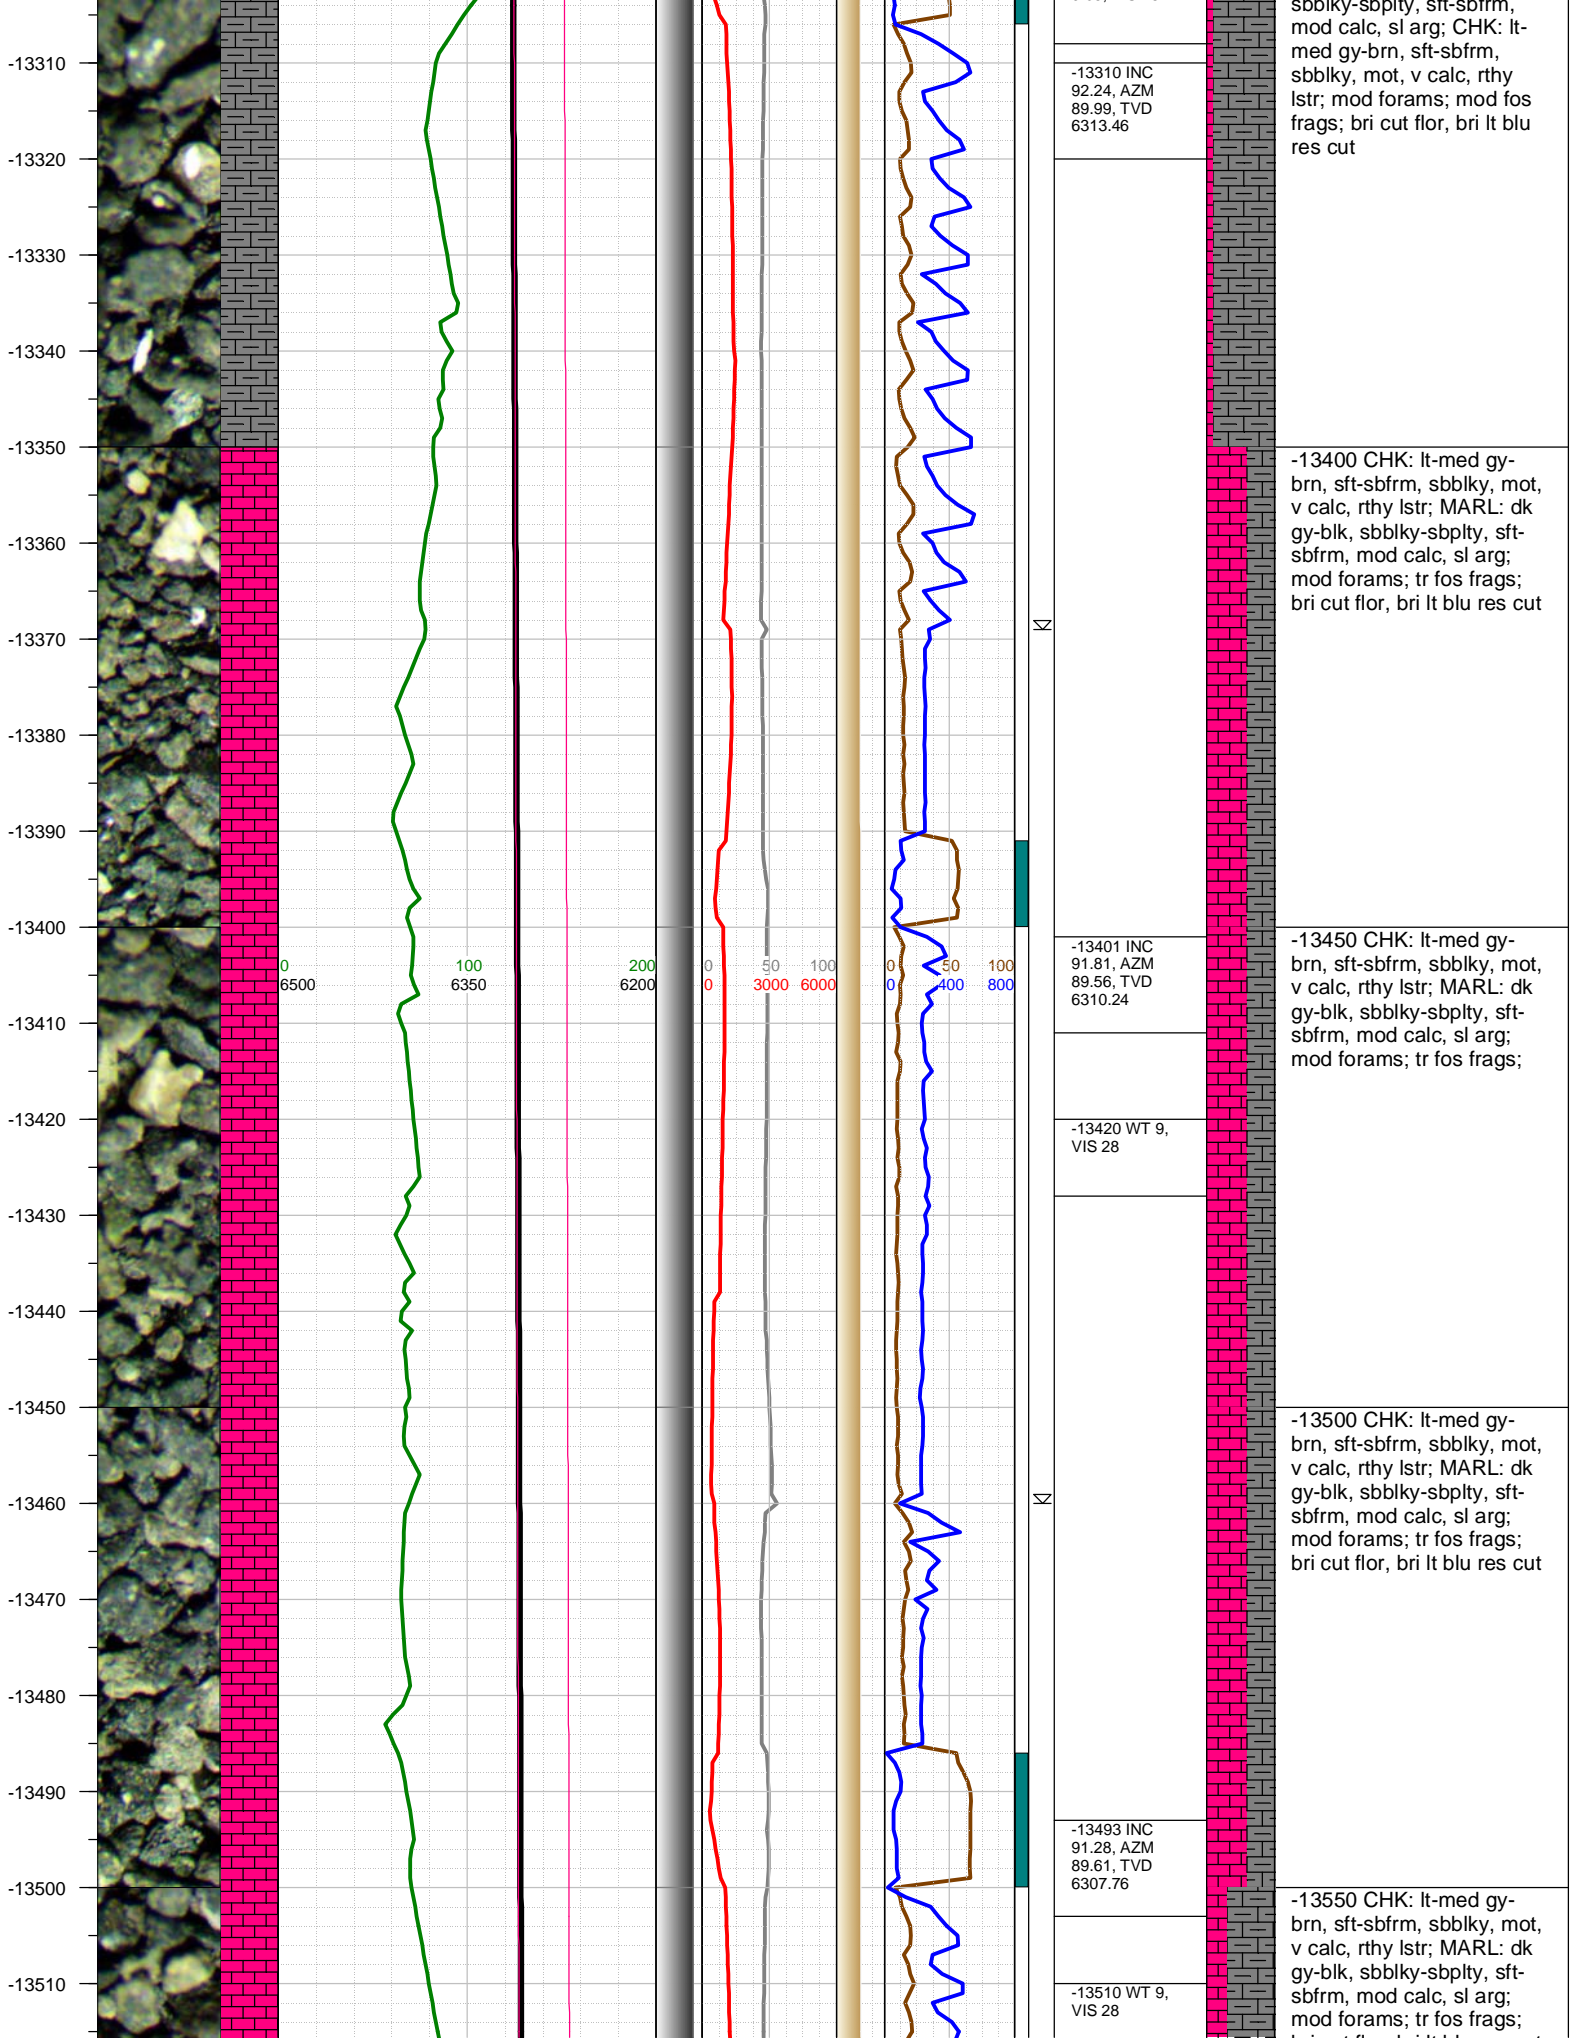 sbblky-sbplty, sft-sbfrm,
mod calc, sl arg; CHK: lt-
med gy-brn, sft-sbfrm,
sbblky, mot, v calc, rthy
lstr; mod forams; mod fos
frags; bri cut flor, bri lt blu
res cut
-13310
-13310 INC
92.24, AZM
89.99, TVD
6313.46
-13320
-13330
-13340
-13350
-13400 CHK: lt-med gy-
brn, sft-sbfrm, sbblky, mot,
v calc, rthy lstr; MARL: dk
gy-blk, sbblky-sbplty, sft-
sbfrm, mod calc, sl arg;
mod forams; tr fos frags;
bri cut flor, bri lt blu res cut
-13360
-13370
-13380
-13390
-13400
0 100 200 0 50 100 0 50 100
6500 6350 6200 0 3000 6000 0 400 800
-13401 INC
91.81, AZM
89.56, TVD
6310.24
-13450 CHK: lt-med gy-
brn, sft-sbfrm, sbblky, mot,
v calc, rthy lstr; MARL: dk
gy-blk, sbblky-sbplty, sft-
sbfrm, mod calc, sl arg;
mod forams; tr fos frags;
-13410
-13420
-13420 WT 9,
VIS 28
-13430
-13440
-13450
-13500 CHK: lt-med gy-
brn, sft-sbfrm, sbblky, mot,
v calc, rthy lstr; MARL: dk
gy-blk, sbblky-sbplty, sft-
sbfrm, mod calc, sl arg;
mod forams; tr fos frags;
bri cut flor, bri lt blu res cut
-13460
-13470
-13480
-13490
-13493 INC
91.28, AZM
89.61, TVD
6307.76
-13500
-13550 CHK: lt-med gy-
brn, sft-sbfrm, sbblky, mot,
v calc, rthy lstr; MARL: dk
gy-blk, sbblky-sbplty, sft-
sbfrm, mod calc, sl arg;
mod forams; tr fos frags;
-13510
-13510 WT 9,
VIS 28